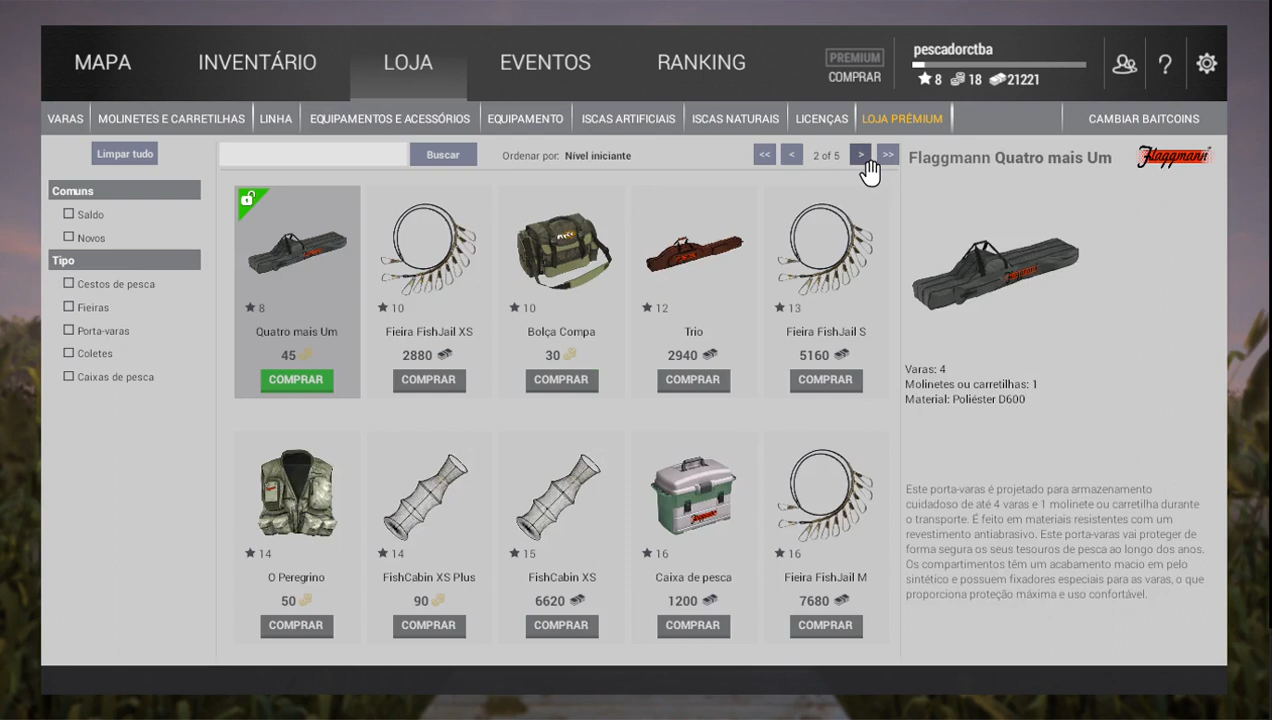 MAPA INVENTÁRIO LOJA EVENTOS RANKING
PREMIUM
COMPRAR
pescadorctba
8 18 21221
?
VARAS MOLINETES E CARRETILHAS LINHA EQUIPAMENTOS E ACESSÓRIOS EQUIPAMENTO ISCAS ARTIFICIAIS ISCAS NATURAIS LICENÇAS LOJA PRÊMIUM CAMBIAR BAITCOINS
Limpar tudo
Comuns
Saldo
Novos
Tipo
Cestos de pesca
Fieiras
Porta-varas
Coletes
Caixas de pesca
Buscar Ordenar por: Nível iniciante << < 2 of 5 > >>
8 10 10 12 13
Quatro mais Um Fieira FishJail XS Bolça Compa Trio Fieira FishJail S
45 2880 30 2940 5160
COMPRAR COMPRAR COMPRAR COMPRAR COMPRAR
14 14 15 16 16
O Peregrino FishCabin XS Plus FishCabin XS Caixa de pesca Fieira FishJail M
50 90 6620 1200 7680
COMPRAR COMPRAR COMPRAR COMPRAR COMPRAR
Flaggmann Quatro mais Um Flaggmann
Varas: 4
Molinetes ou carretilhas: 1
Material: Poliéster D600
Este porta-varas é projetado para armazenamento
cuidadoso de até 4 varas e 1 molinete ou carretilha durante
o transporte. É feito em materiais resistentes com um
revestimento antiabrasivo. Este porta-varas vai proteger de
forma segura os seus tesouros de pesca ao longo dos anos.
Os compartimentos têm um acabamento macio em pelo
sintético e possuem fixadores especiais para as varas, o que
proporciona proteção máxima e uso confortável.